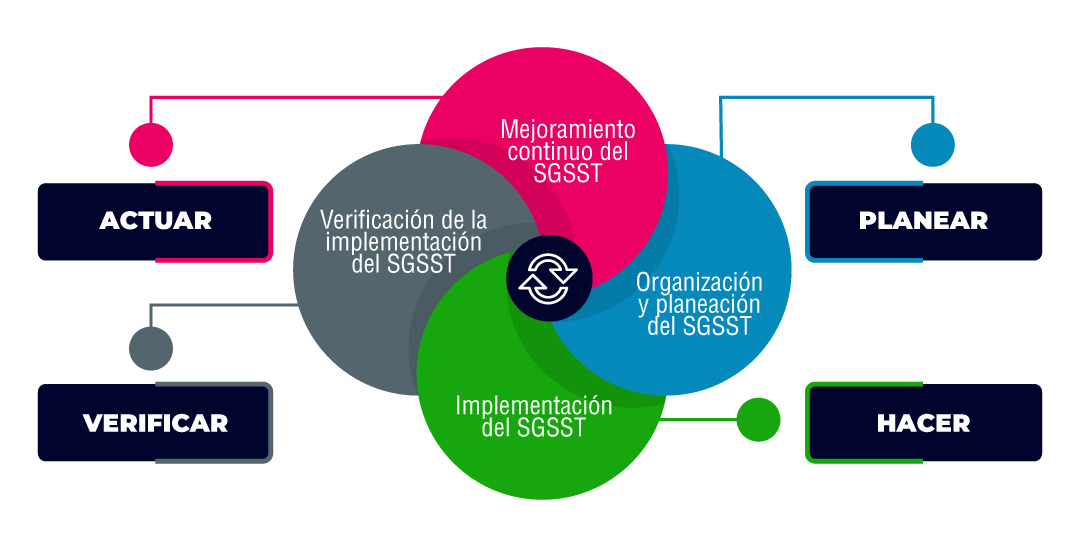 Mejoramiento
continuo del
SGSST
ACTUAR
PLANEAR
Verificación de la
implementación
del SGSST
Organización
y planeación
del SGSST
Implementación
del SGSST
VERIFICAR
HACER